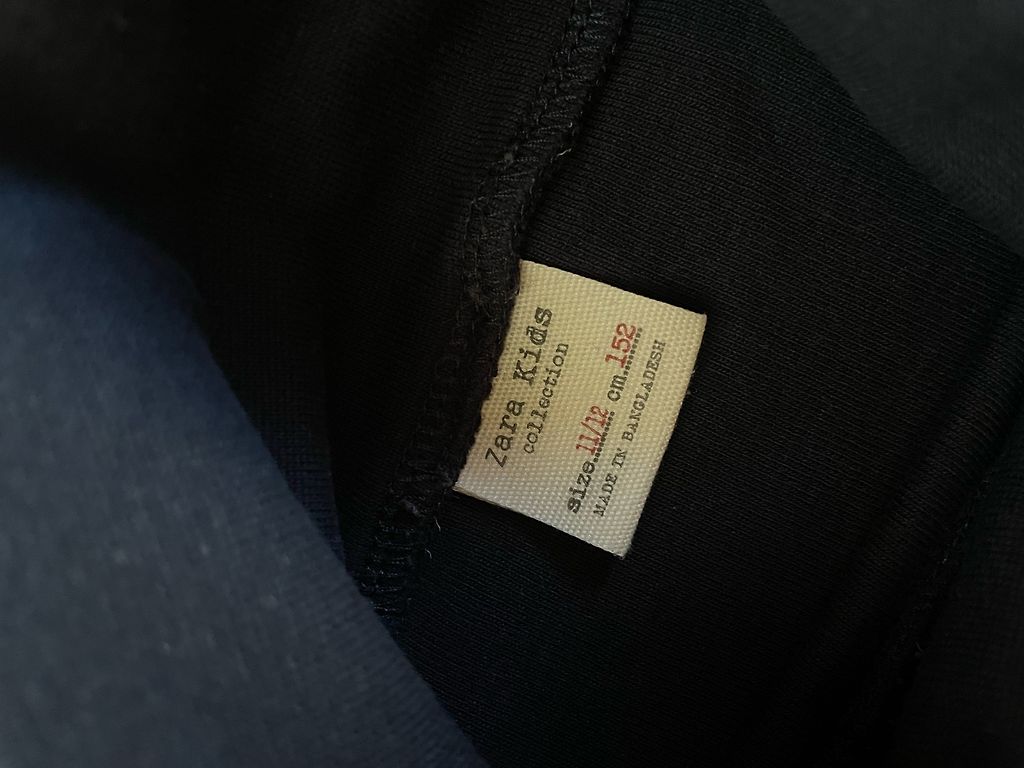 Zara Kids
collection
size 11/12 cm 152
MADE IN BANGLADESH